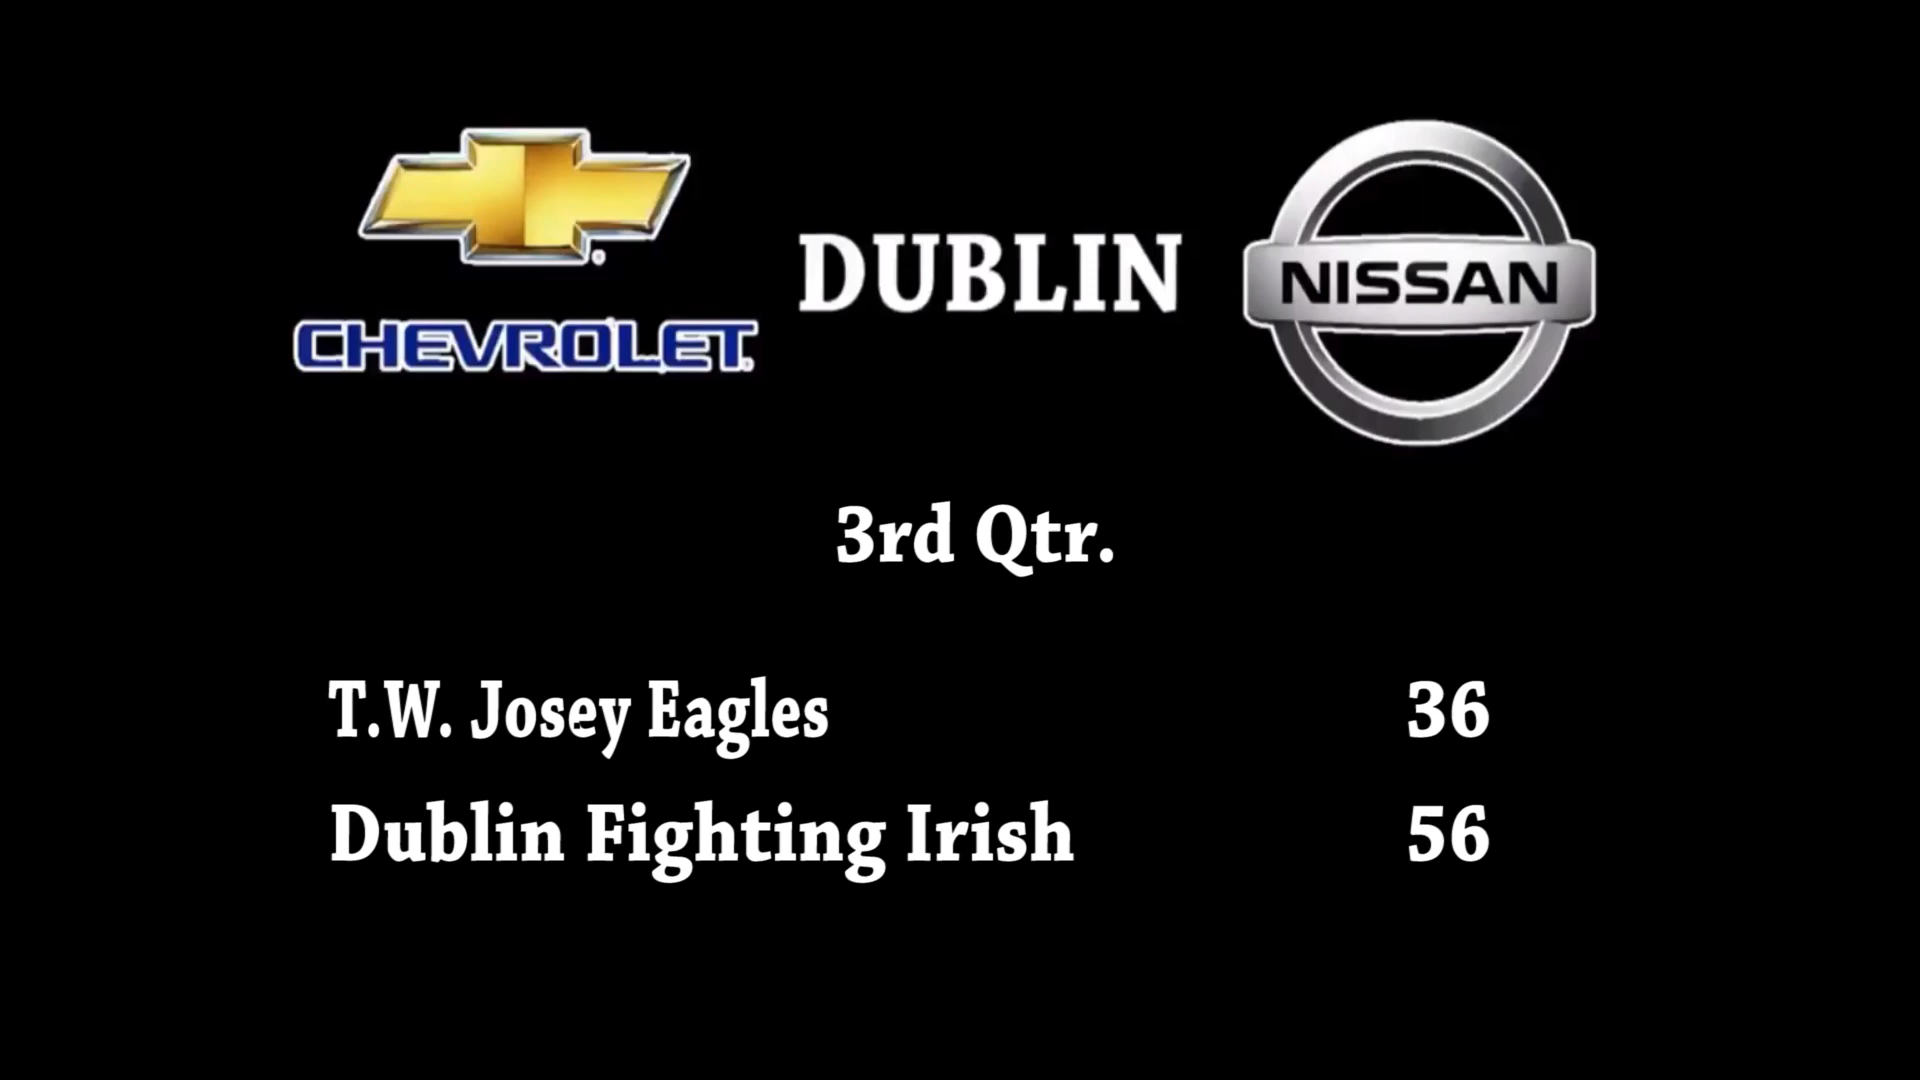 CHEVROLET
DUBLIN
NISSAN
3rd Qtr.
T.W. Josey Eagles 36
Dublin Fighting Irish 56